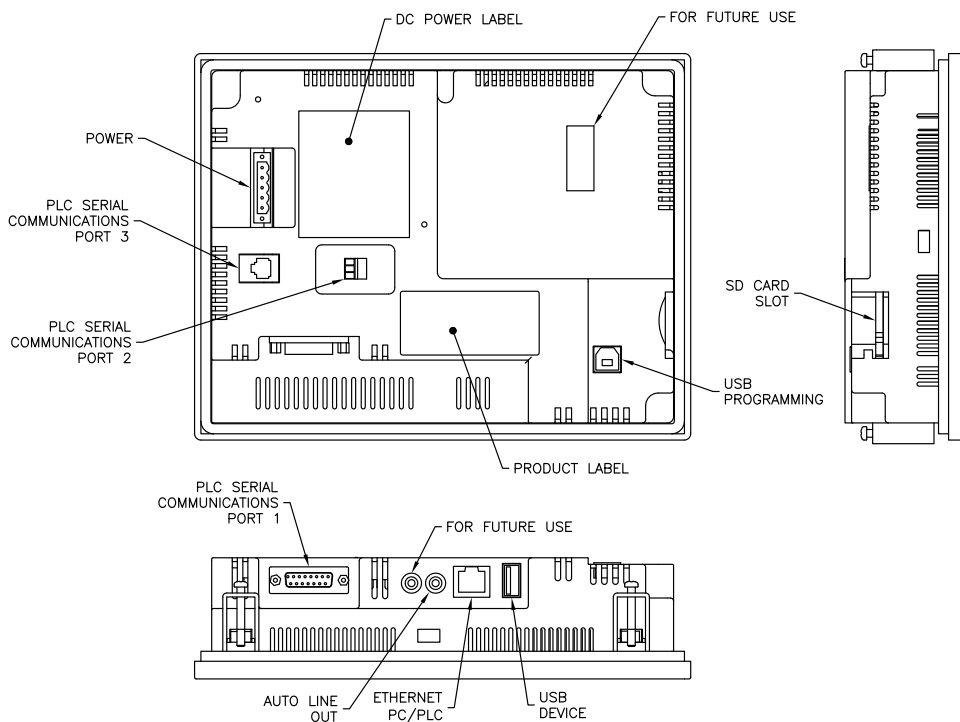 DC POWER LABEL
FOR FUTURE USE
POWER
PLC SERIAL
COMMUNICATIONS
PORT 3
PLC SERIAL
COMMUNICATIONS
PORT 2
SD CARD
SLOT
USB
PROGRAMMING
PRODUCT LABEL
PLC SERIAL
COMMUNICATIONS
PORT 1
FOR FUTURE USE
AUTO LINE
OUT
ETHERNET
PC/PLC
USB
DEVICE